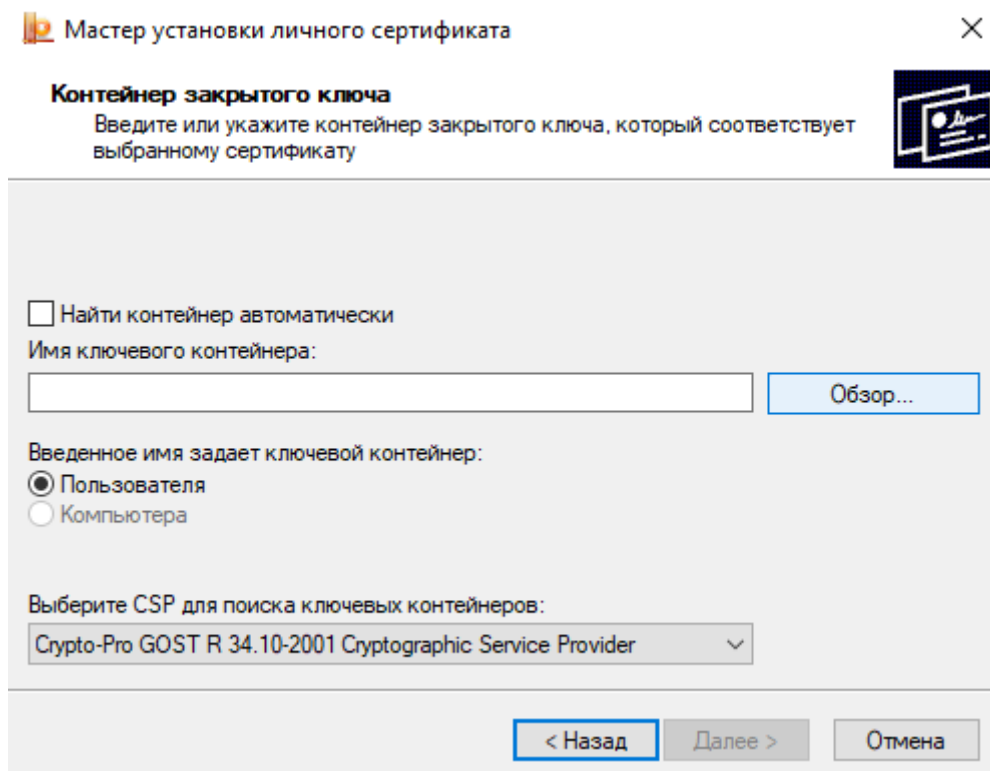 Мастер установки личного сертификата
Контейнер закрытого ключа
Введите или укажите контейнер закрытого ключа, который соответствует
выбранному сертификату
Найти контейнер автоматически
Имя ключевого контейнера:
Обзор...
Введенное имя задает ключевой контейнер:
Пользователя
Компьютера
Выберите CSP для поиска ключевых контейнеров:
Crypto-Pro GOST R 34.10-2001 Cryptographic Service Provider
< Назад
Далее >
Отмена